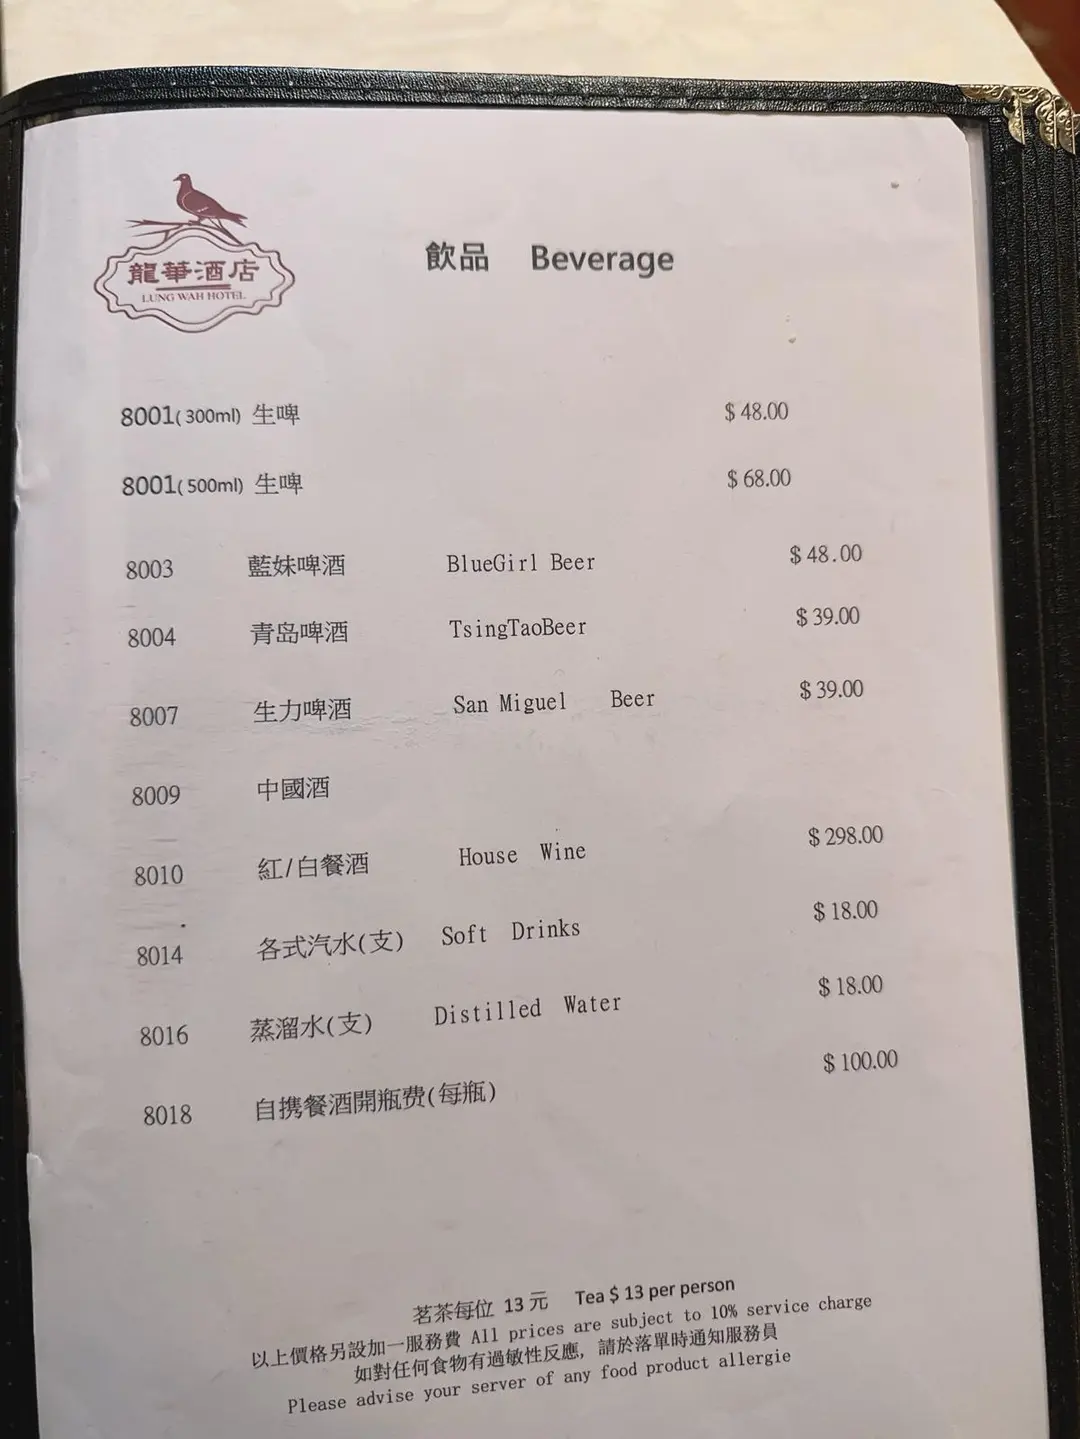 龍華酒店
LUNG WAH HOTEL
飲品 Beverage
8001(300ml) 生啤 $48.00
8001(500ml) 生啤 $68.00
8003 藍妹啤酒 BlueGirl Beer $48.00
8004 青岛啤酒 TsingTaoBeer $39.00
8007 生力啤酒 San Miguel Beer $39.00
8009 中國酒
8010 紅/白餐酒 House Wine $298.00
8014 各式汽水(支) Soft Drinks $18.00
8016 蒸溜水(支) Distilled Water $18.00
8018 自携餐酒開瓶费(每瓶) $100.00
茗茶每位 13元 Tea $13 per person
以上價格另設加一服務費 All prices are subject to 10% service charge
如對任何食物有過敏性反應, 請於落單時通知服務員
Please advise your server of any food product allergie